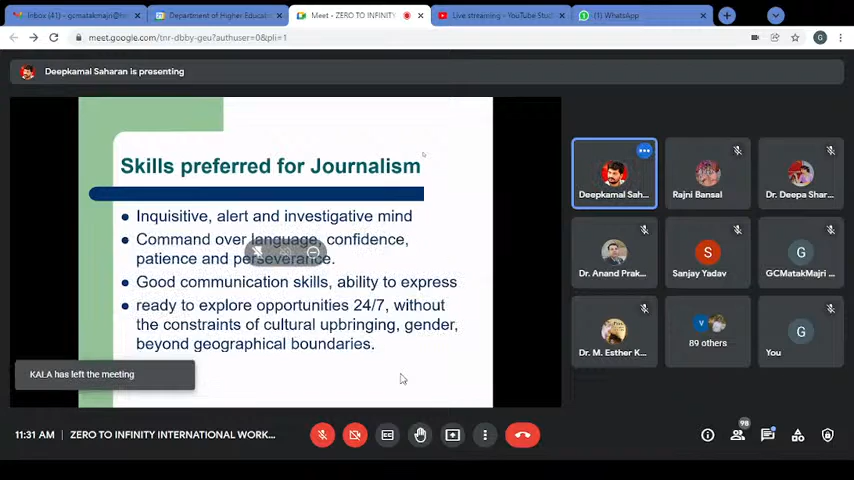 Inbox (41) - gcmatakmajri@
Department of Higher Educati
Meet - ZERO TO INFINITY
Live streaming - YouTube Stud
(1) WhatsApp
meet.google.com/tnr-dbby-geu?authuser=0&pli=1
G
Deepkamal Saharan is presenting
Skills preferred for Journalism
Inquisitive, alert and investigative mind
Command over language, confidence,
patience and perseverance.
Good communication skills, ability to express
ready to explore opportunities 24/7, without
the constraints of cultural upbringing, gender,
beyond geographical boundaries.
KALA has left the meeting
Deepkamal Sah...
Rajni Bansal
Dr. Deepa Shar...
Dr. Anand Prak...
S
Sanjay Yadav
G
GCMatakMajri ...
Dr. M. Esther K...
V
89 others
G
You
11:31 AM | ZERO TO INFINITY INTERNATIONAL WORK...
98